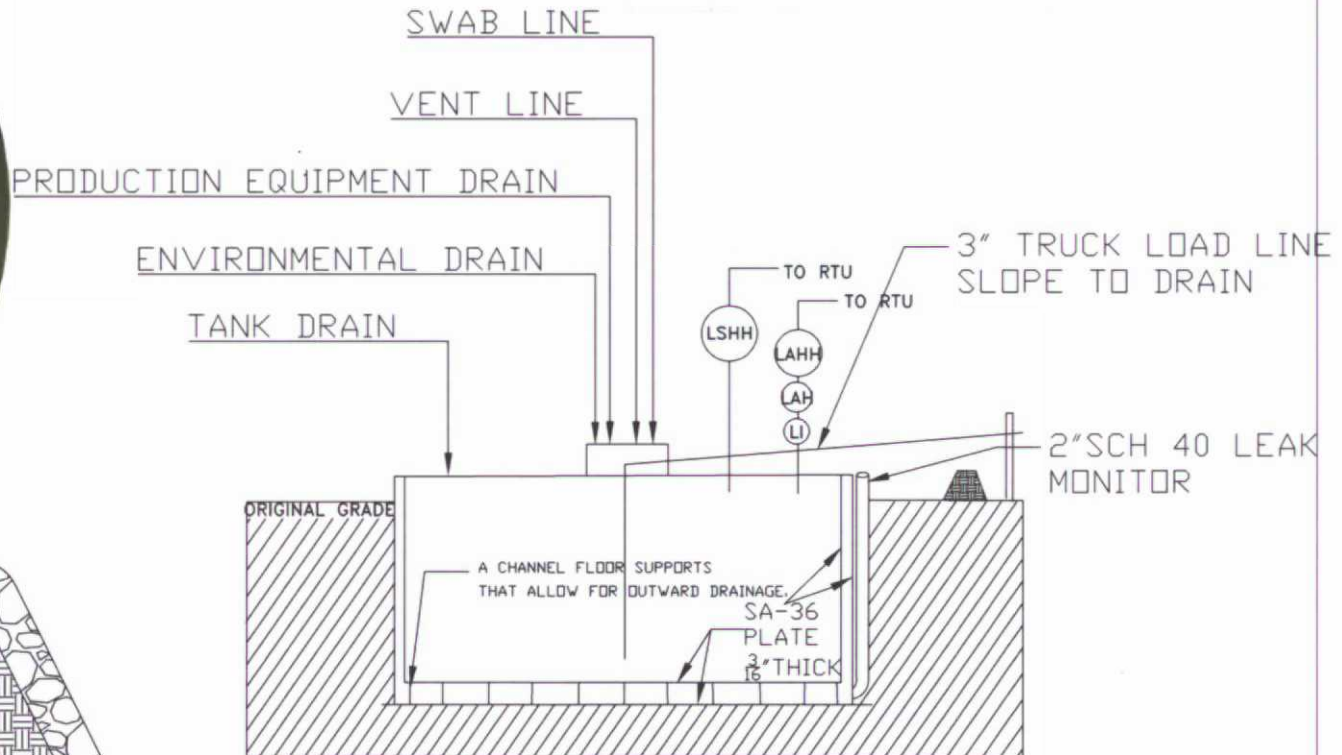 SWAB LINE
VENT LINE
PRODUCTION EQUIPMENT DRAIN
ENVIRONMENTAL DRAIN
TANK DRAIN
TO RTU
TO RTU
LSHH
LAHH
LAH
LI
3" TRUCK LOAD LINE
SLOPE TO DRAIN
2"SCH 40 LEAK
MONITOR
ORIGINAL GRADE
A CHANNEL FLOOR SUPPORTS
THAT ALLOW FOR OUTWARD DRAINAGE.
SA-36
PLATE
3/16"THICK